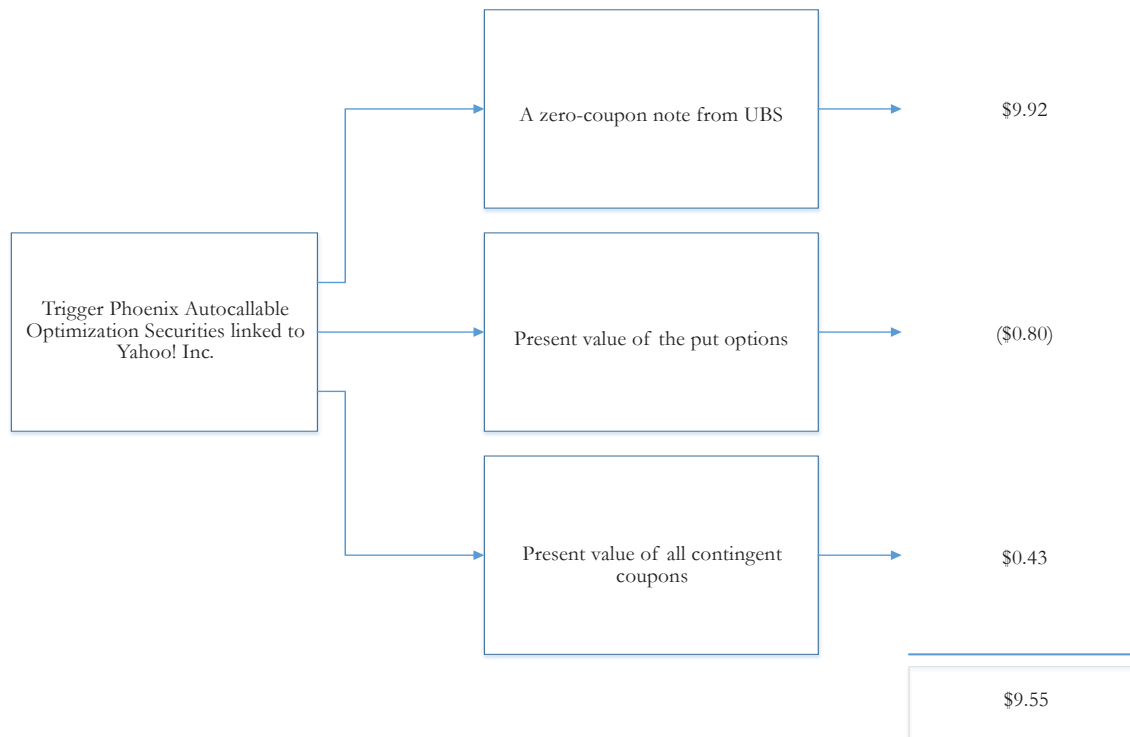 A zero-coupon note from UBS
$9.92
Trigger Phoenix Autocallable
Optimization Securities linked to
Yahoo! Inc.
Present value of the put options
($0.80)
Present value of all contingent
coupons
$0.43
$9.55